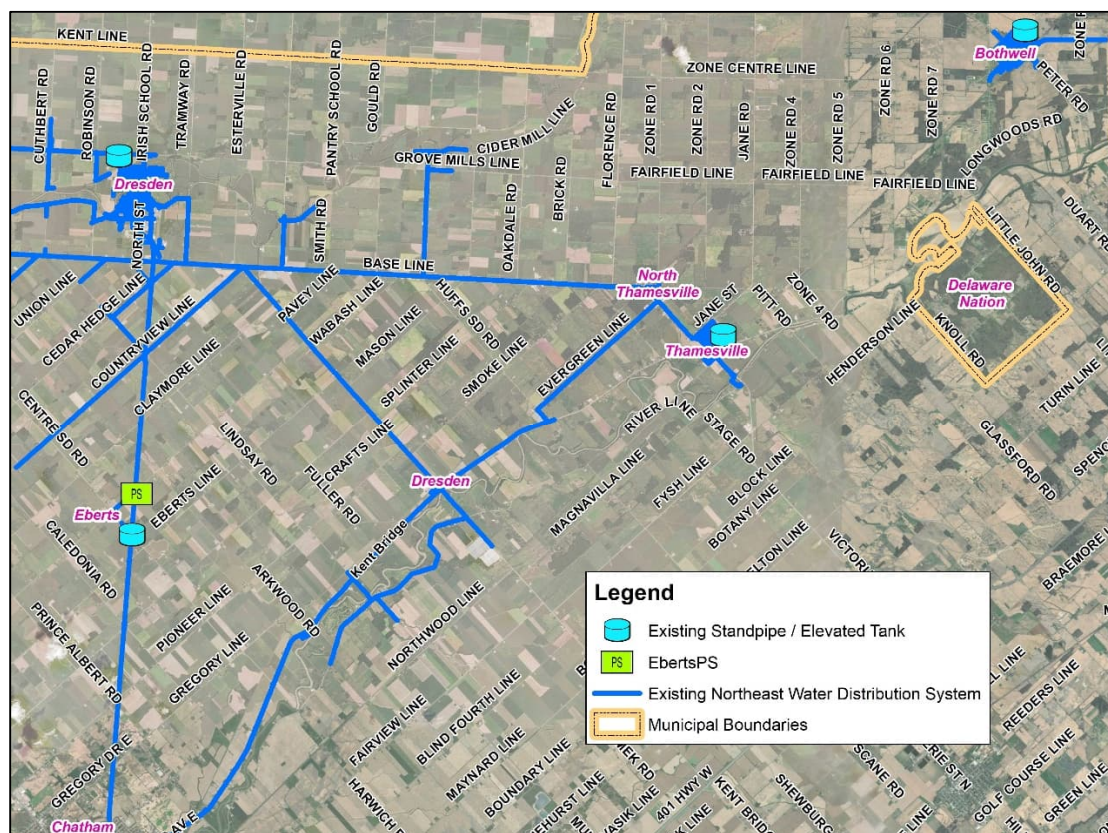 KENT LINE
CUTHBERT RD
ROBINSON RD
IRISH SCHOOL RD
TRAMWAY RD
ESTERVILLE RD
PANTRY SCHOOL RD
GOULD RD
CIDER MILL LINE
GROVE MILLS LINE
FLORENCE RD
ZONE CENTRE LINE
ZONE RD 1
ZONE RD 2
JANE RD
ZONE RD 4
ZONE RD 5
ZONE RD 6
ZONE RD 7
Bothwell
PETER RD
LONGWOODS RD
Dresden
NORTH ST
SMITH RD
OAKDALE RD
BRICK RD
FAIRFIELD LINE
FAIRFIELD LINE
FAIRFIELD LINE
LITTLE JOHN RD
DUART RD
BASE LINE
UNION LINE
CEDAR HEDGE LINE
COUNTRYVIEW LINE
CLAYMORE LINE
PAVEY LINE
WABASH LINE
MASON LINE
HUFFS SD RD
SPLINTER LINE
SMOKE LINE
EVERGREEN LINE
North
Thamesville
JANE ST
PITT RD
ZONE 4 RD
Thamesville
HENDERSON LINE
Delaware
Nation
KNOLL RD
TURIN LINE
CENTRE SD RD
LINDSAY RD
CRAFTS LINE
FULLER RD
Dresden
RIVER LINE
STAGE RD
MAGNAVILLA LINE
FYSH LINE
BLOCK LINE
BOTANY LINE
GLASSFORD RD
PS
Eberts
EBERTS LINE
CALEDONIA RD
Kent Bridge
ARKWOOD RD
PIONEER LINE
PRINCE ALBERT RD
GREGORY LINE
NORTHWOOD LINE
BRAEMORE LINE
FAIRVIEW LINE
BLIND FOURTH LINE
MAYNARD LINE
BOUNDARY LINE
GREGORY DR E
Chatham
401 HWY W
REEDERS LINE
GOLF COURSE LINE
GREEN LINE
Legend
Existing Standpipe / Elevated Tank
PS EbertsPS
Existing Northeast Water Distribution System
Municipal Boundaries